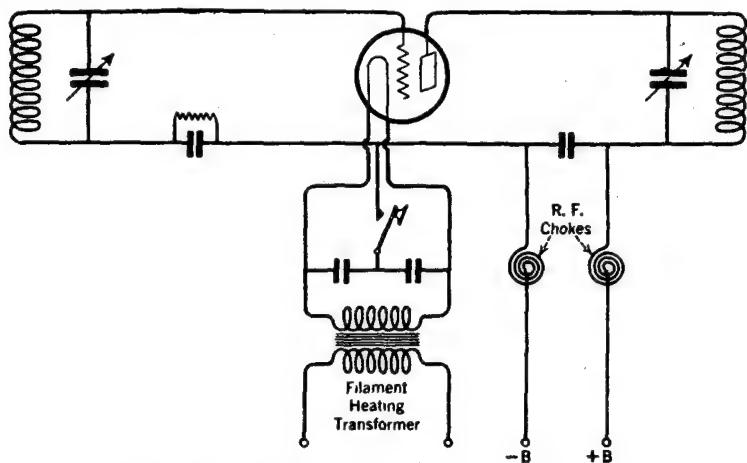 R. F.
Chokes
Filament
Heating
Transformer
−B
+B